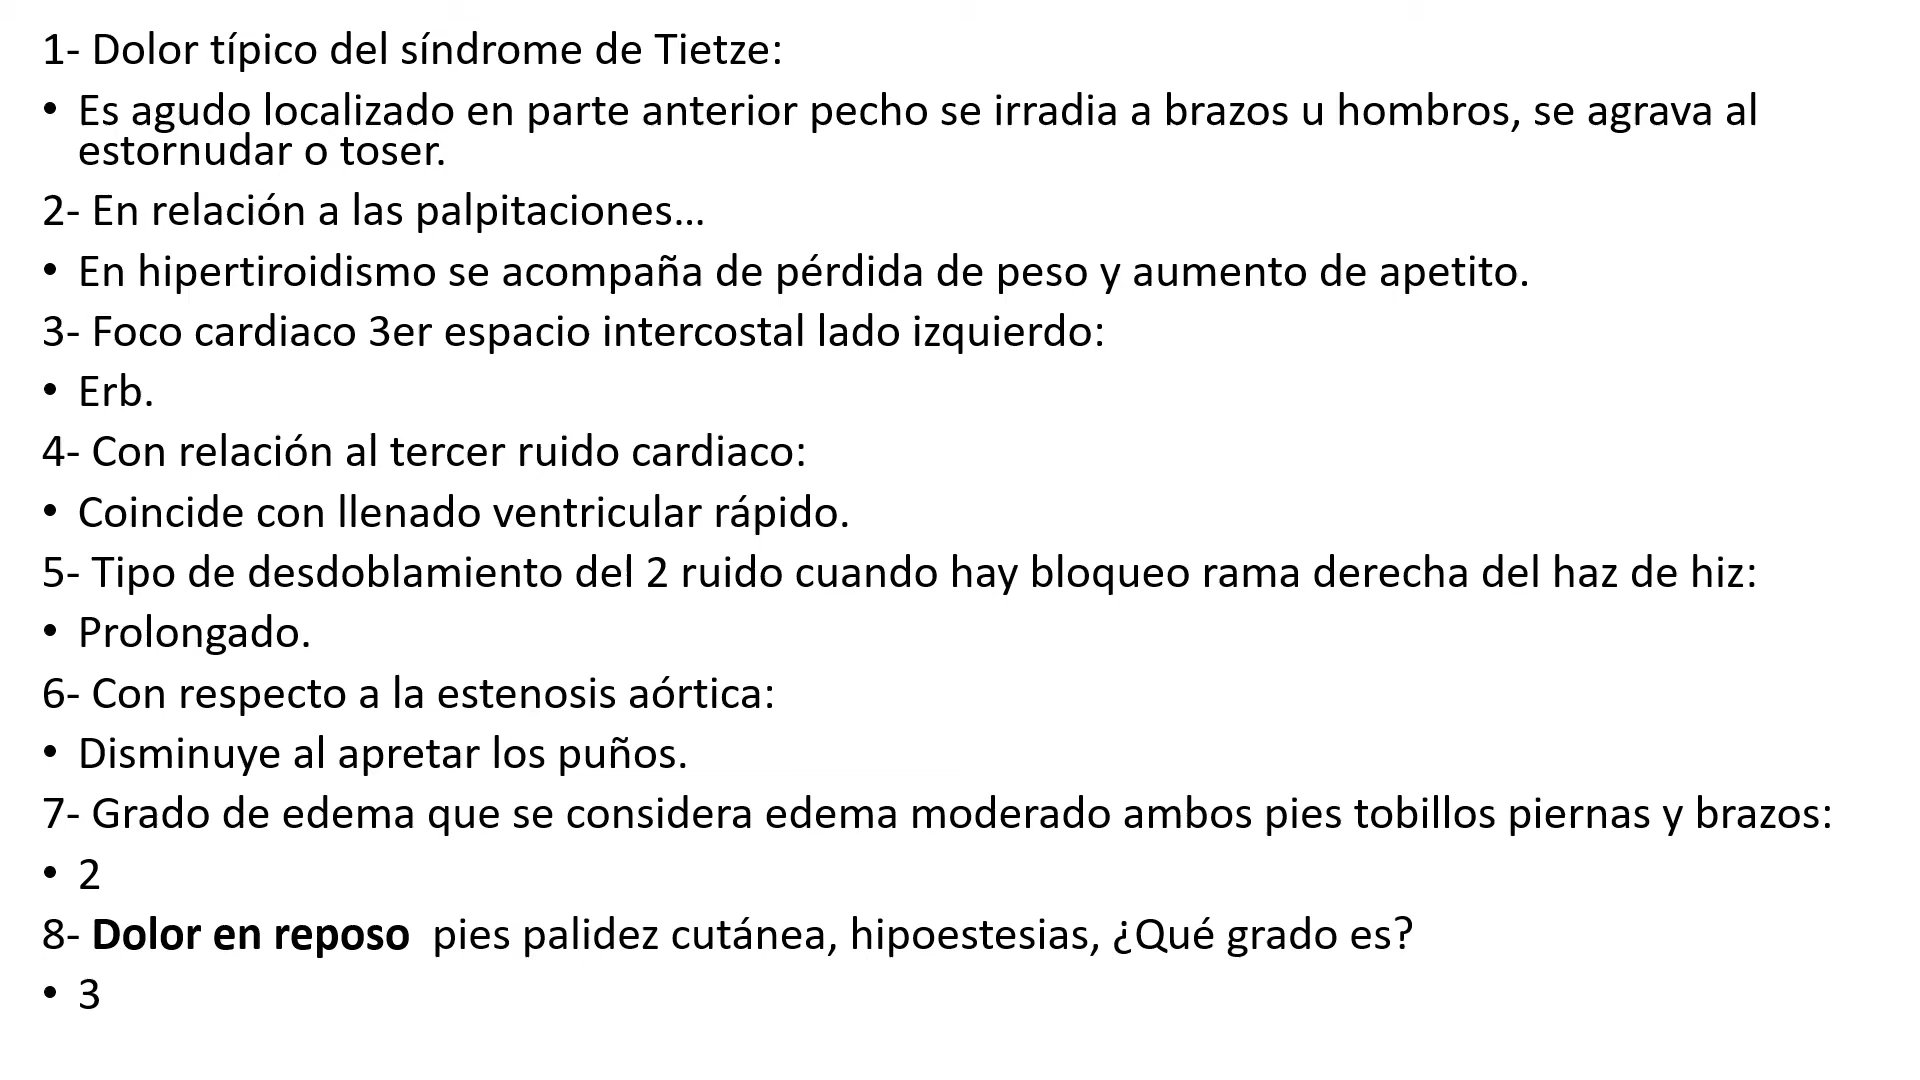 1- Dolor típico del síndrome de Tietze:
• Es agudo localizado en parte anterior pecho se irradia a brazos u hombros, se agrava al
estornudar o toser.
2- En relación a las palpitaciones…
• En hipertiroidismo se acompaña de pérdida de peso y aumento de apetito.
3- Foco cardiaco 3er espacio intercostal lado izquierdo:
• Erb.
4- Con relación al tercer ruido cardiaco:
• Coincide con llenado ventricular rápido.
5- Tipo de desdoblamiento del 2 ruido cuando hay bloqueo rama derecha del haz de hiz:
• Prolongado.
6- Con respecto a la estenosis aórtica:
• Disminuye al apretar los puños.
7- Grado de edema que se considera edema moderado ambos pies tobillos piernas y brazos:
• 2
8- Dolor en reposo  pies palidez cutánea, hipoestesias, ¿Qué grado es?
• 3